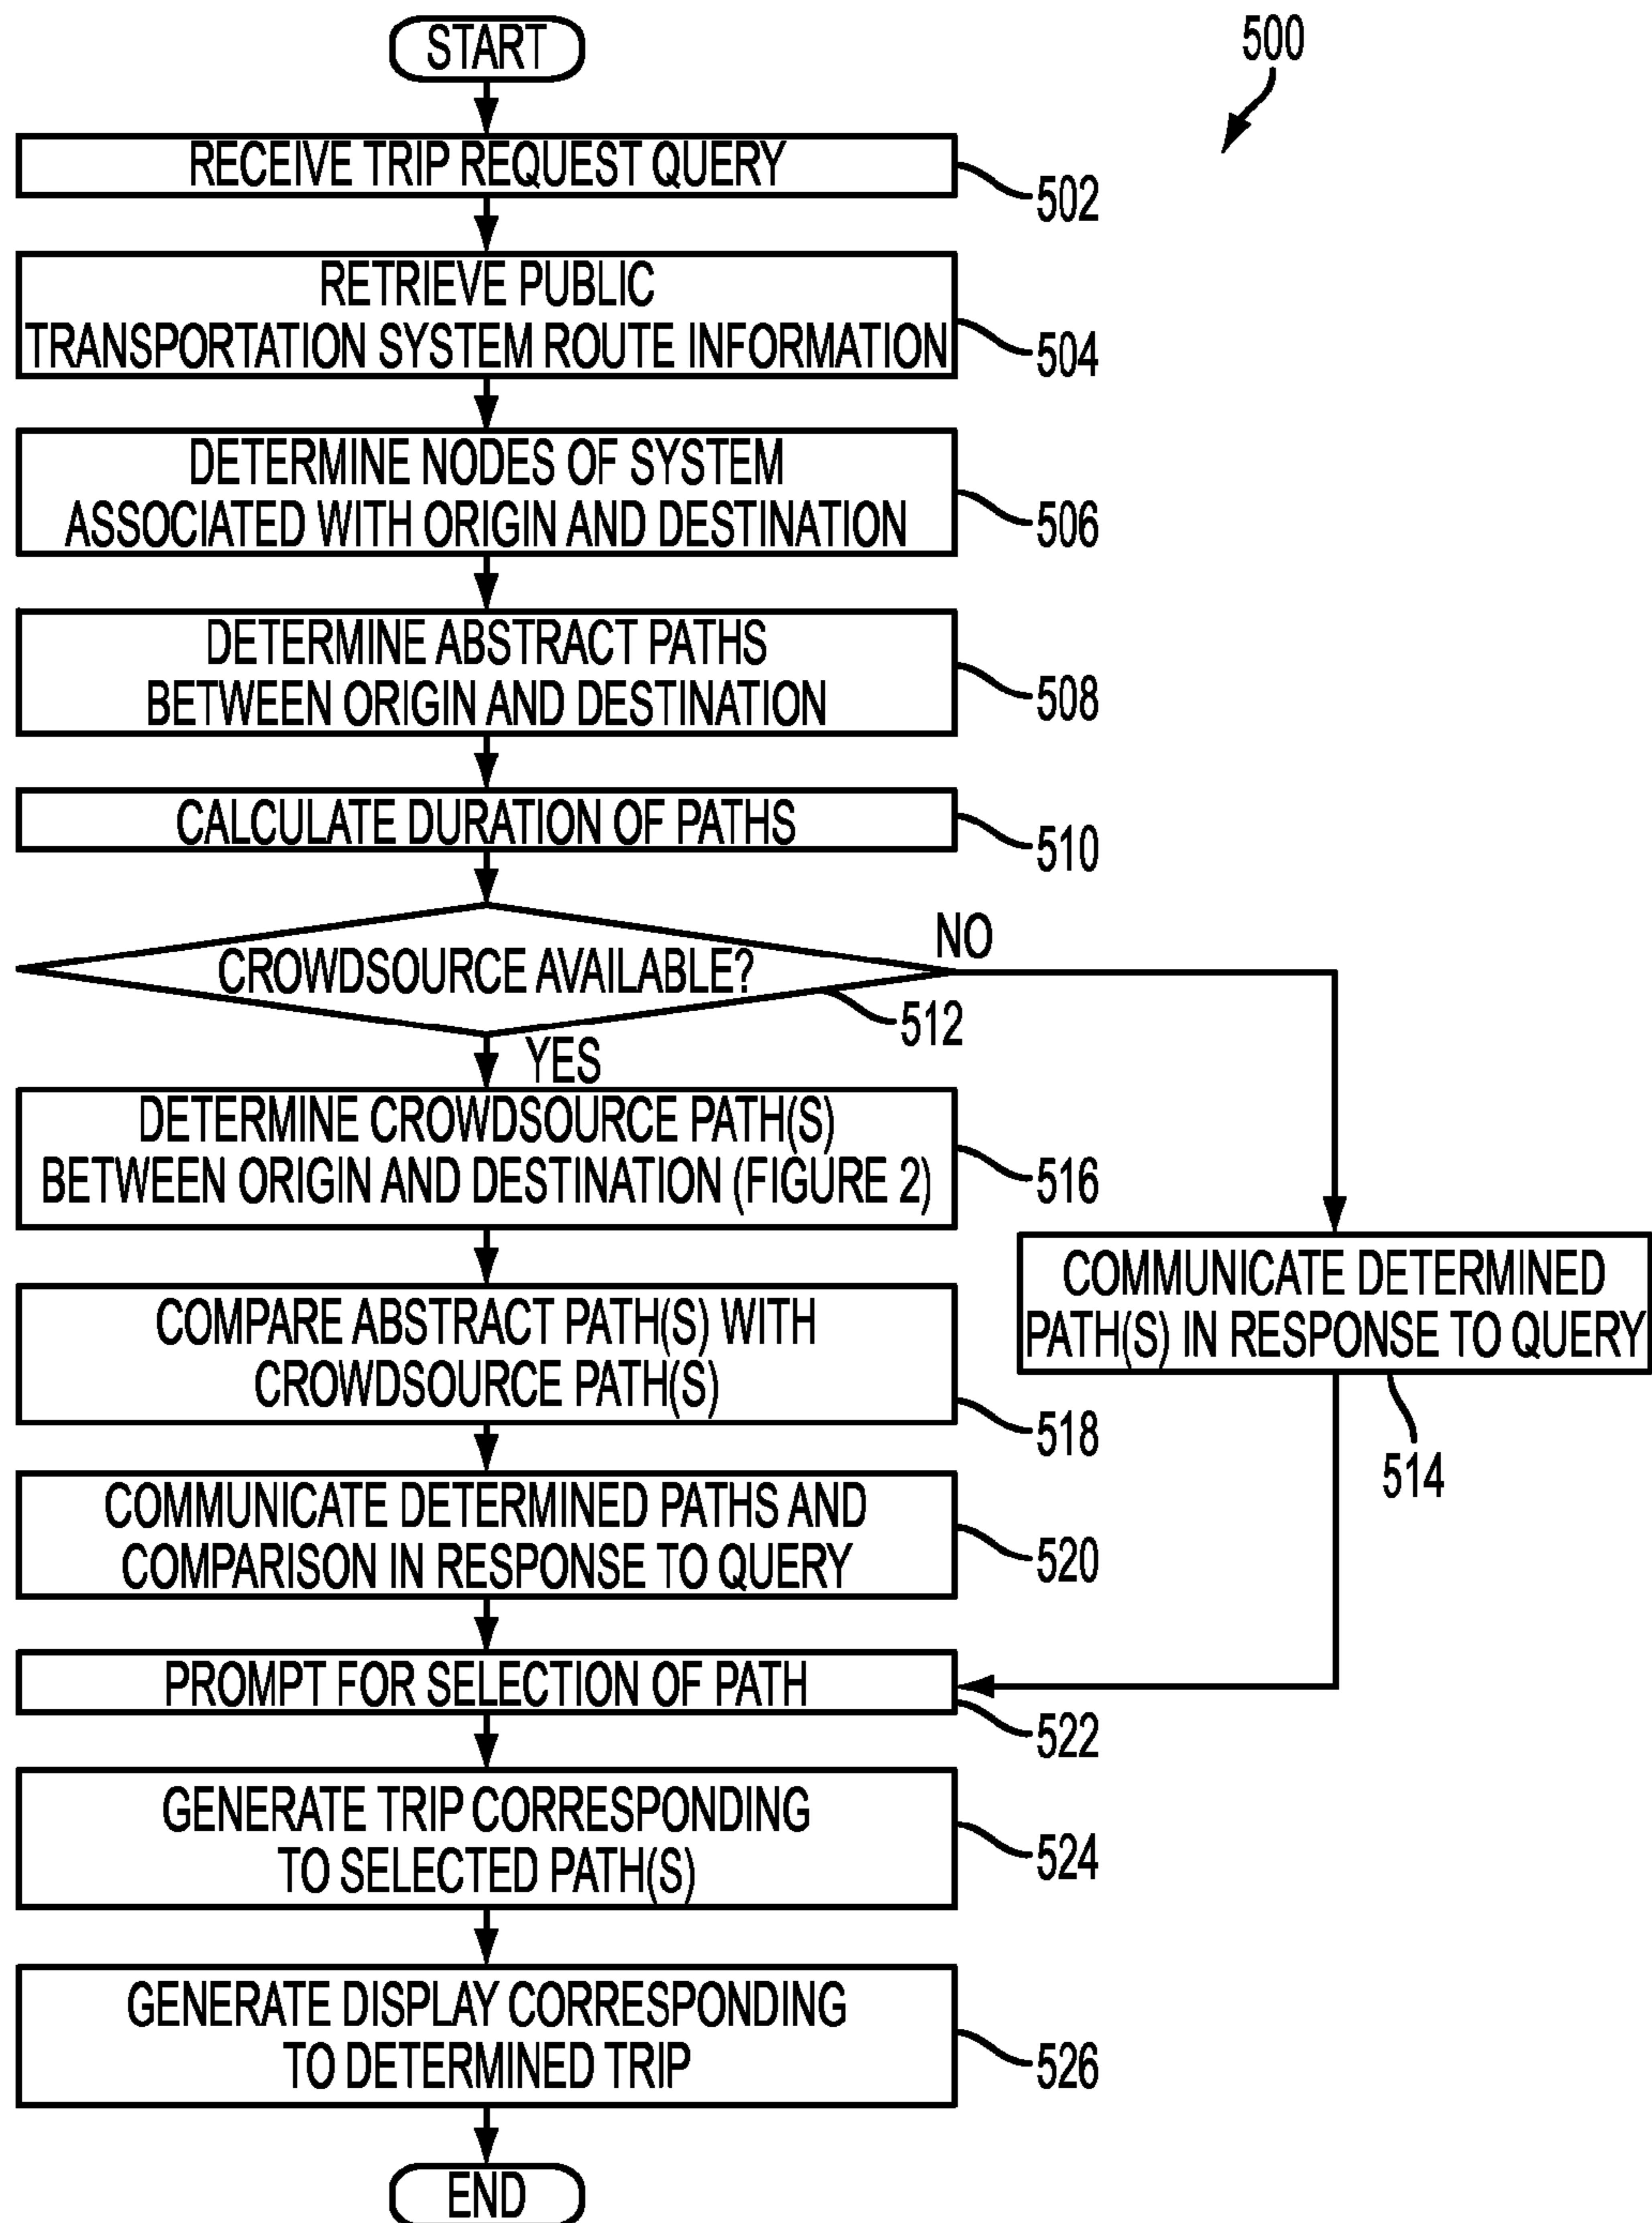 START
500
RECEIVE TRIP REQUEST QUERY
502
RETRIEVE PUBLIC
TRANSPORTATION SYSTEM ROUTE INFORMATION
504
DETERMINE NODES OF SYSTEM
ASSOCIATED WITH ORIGIN AND DESTINATION
506
DETERMINE ABSTRACT PATHS
BETWEEN ORIGIN AND DESTINATION
508
CALCULATE DURATION OF PATHS
510
CROWDSOURCE AVAILABLE?
NO
512
YES
DETERMINE CROWDSOURCE PATH(S)
BETWEEN ORIGIN AND DESTINATION (FIGURE 2)
516
COMMUNICATE DETERMINED
PATH(S) IN RESPONSE TO QUERY
514
COMPARE ABSTRACT PATH(S) WITH
CROWDSOURCE PATH(S)
518
COMMUNICATE DETERMINED PATHS AND
COMPARISON IN RESPONSE TO QUERY
520
PROMPT FOR SELECTION OF PATH
522
GENERATE TRIP CORRESPONDING
TO SELECTED PATH(S)
524
GENERATE DISPLAY CORRESPONDING
TO DETERMINED TRIP
526
END